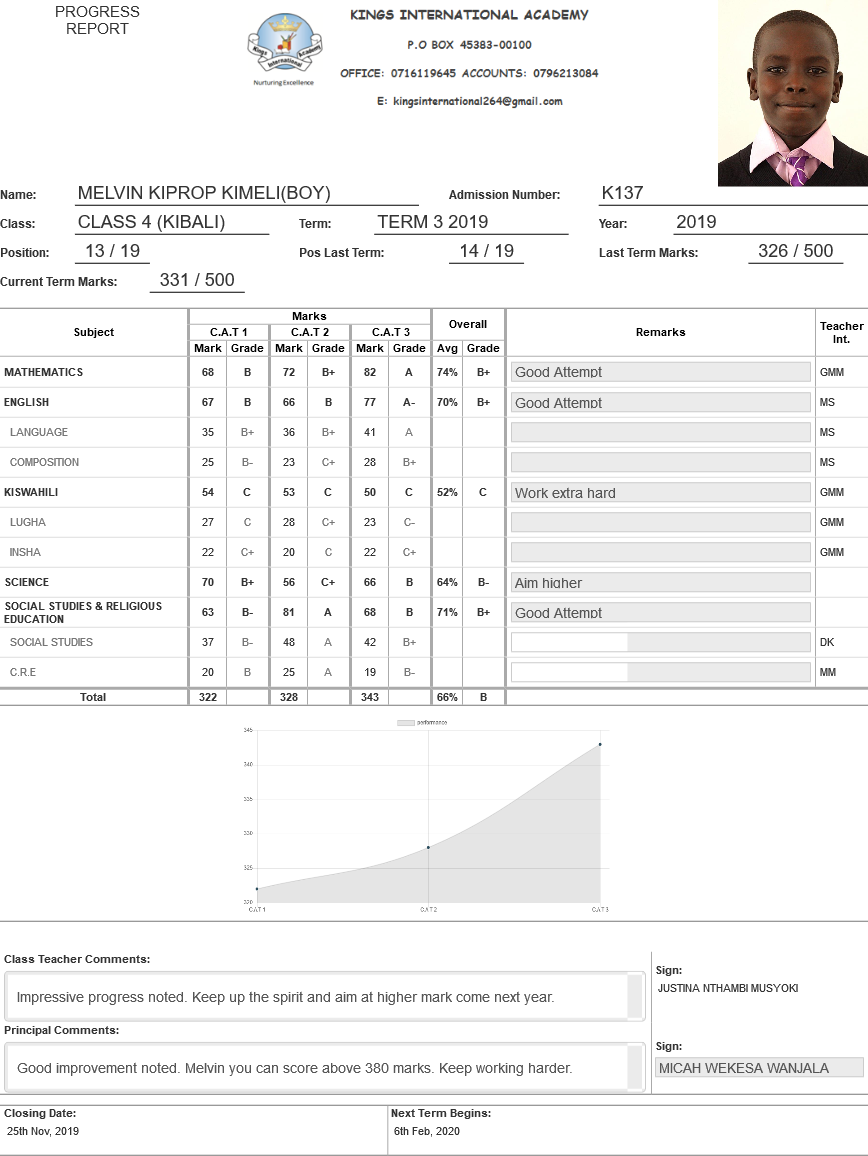 PROGRESS
REPORT
Kings International Academy
Nurturing Excellence
KINGS INTERNATIONAL ACADEMY
P.O BOX 45383-00100
OFFICE: 0716119645 ACCOUNTS: 0796213084
E: kingsinternational264@gmail.com
Name: MELVIN KIPROP KIMELI(BOY) Admission Number: K137
Class: CLASS 4 (KIBALI) Term: TERM 3 2019 Year: 2019
Position: 13 / 19 Pos Last Term: 14 / 19 Last Term Marks: 326 / 500
Current Term Marks: 331 / 500
Subject Marks Overall Remarks Teacher Int.
C.A.T 1 C.A.T 2 C.A.T 3
Mark Grade Mark Grade Mark Grade Avg Grade
MATHEMATICS 68 B 72 B+ 82 A 74% B+ Good Attempt GMM
ENGLISH 67 B 66 B 77 A- 70% B+ Good Attempt MS
LANGUAGE 35 B+ 36 B+ 41 A MS
COMPOSITION 25 B- 23 C+ 28 B+ MS
KISWAHILI 54 C 53 C 50 C 52% C Work extra hard GMM
LUGHA 27 C 28 C+ 23 C- GMM
INSHA 22 C+ 20 C 22 C+ GMM
SCIENCE 70 B+ 56 C+ 66 B 64% B- Aim higher
SOCIAL STUDIES & RELIGIOUS
EDUCATION 63 B- 81 A 68 B 71% B+ Good Attempt
SOCIAL STUDIES 37 B- 48 A 42 B+ DK
C.R.E 20 B 25 A 19 B- MM
Total 322 328 343 66% B
performance
345
340
335
330
325
320
C.A.T 1 C.A.T 2 C.A.T 3
Class Teacher Comments:
Impressive progress noted. Keep up the spirit and aim at higher mark come next year.
Sign:
JUSTINA NTHAMBI MUSYOKI
Principal Comments:
Good improvement noted. Melvin you can score above 380 marks. Keep working harder.
Sign:
MICAH WEKESA WANJALA
Closing Date: Next Term Begins:
25th Nov, 2019 6th Feb, 2020